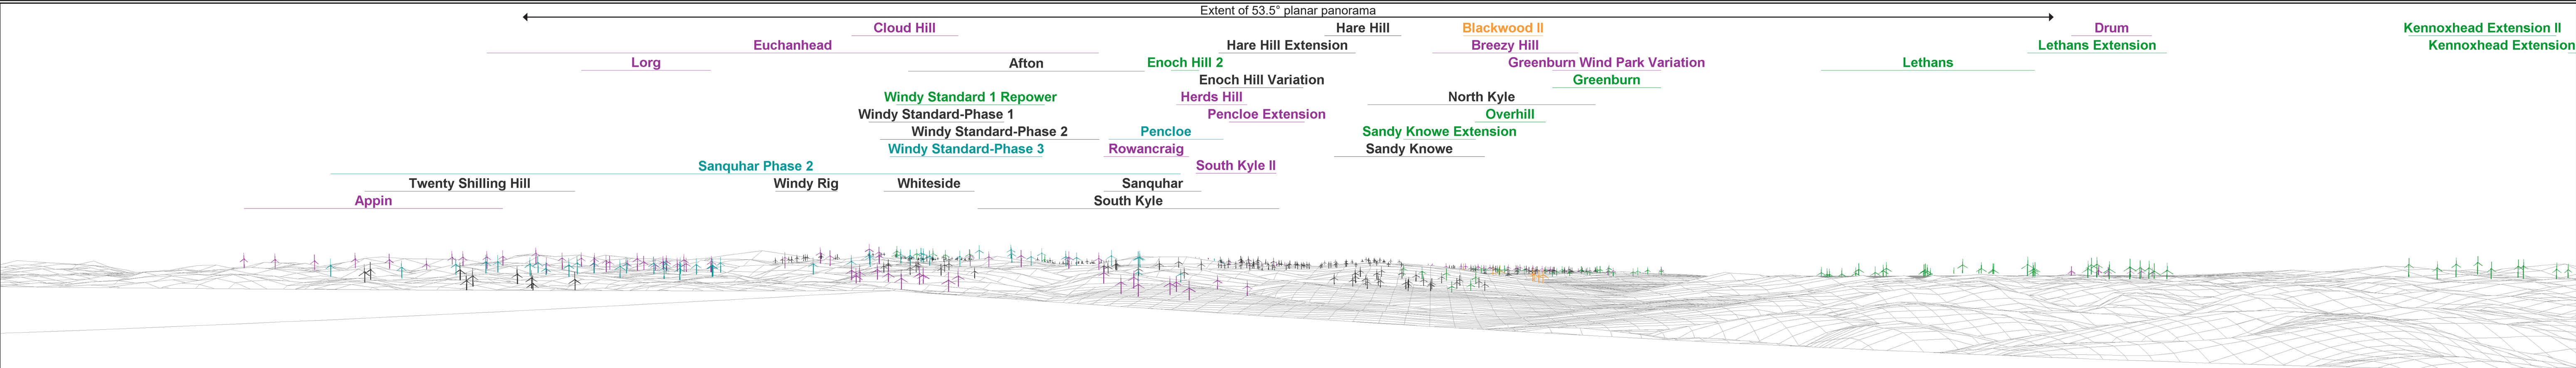 Extent of 53.5° planar panorama
Cloud Hill Hare Hill Blackwood II Drum Kennoxhead Extension II
Euchanhead Hare Hill Extension Breezy Hill Lethans Extension Kennoxhead Extension
Lorg Afton Enoch Hill 2 Greenburn Wind Park Variation Lethans
Enoch Hill Variation Greenburn
Windy Standard 1 Repower Herds Hill North Kyle
Windy Standard-Phase 1 Pencloe Extension Overhill
Windy Standard-Phase 2 Pencloe Sandy Knowe Extension
Windy Standard-Phase 3 Rowancraig Sandy Knowe
Sanquhar Phase 2 South Kyle II
Twenty Shilling Hill Windy Rig Whiteside Sanquhar
Appin South Kyle